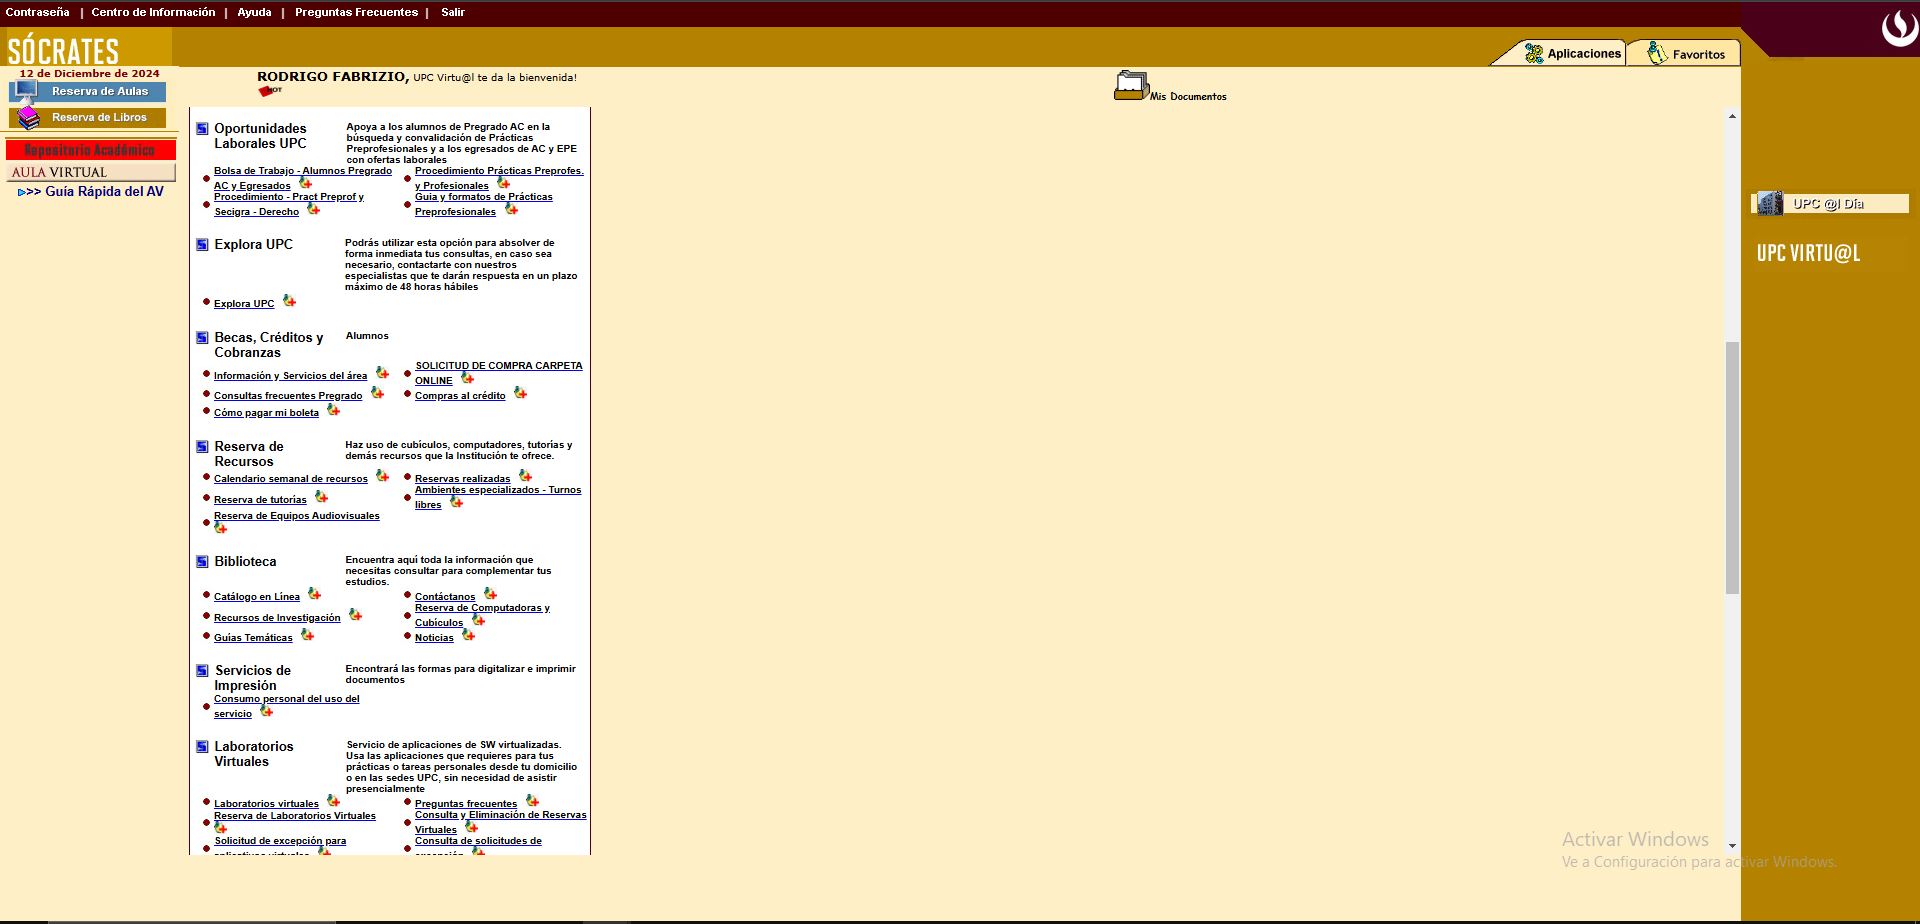 Contraseña | Centro de Información | Ayuda | Preguntas Frecuentes | Salir
SÓCRATES
Aplicaciones
Favoritos
12 de Diciembre de 2024
RODRIGO FABRIZIO, UPC Virtu@l te da la bienvenida!
HOT
Mis Documentos
Reserva de Aulas
Reserva de Libros
Repositorio Académico
AULA VIRTUAL
>>> Guía Rápida del AV
Oportunidades
Laborales UPC
Apoya a los alumnos de Pregrado AC en la
búsqueda y convalidación de Prácticas
Preprofesionales y a los egresados de AC y EPE
con ofertas laborales
Bolsa de Trabajo - Alumnos Pregrado
AC y Egresados
Procedimiento Prácticas Preprofes.
y Profesionales
Procedimiento - Pract Preprof y
Secigra - Derecho
Guia y formatos de Prácticas
Preprofesionales
Explora UPC
Podrás utilizar esta opción para absolver de
forma inmediata tus consultas, en caso sea
necesario, contactarte con nuestros
especialistas que te darán respuesta en un plazo
máximo de 48 horas hábiles
Explora UPC
Becas, Créditos y
Cobranzas
Alumnos
Información y Servicios del área
SOLICITUD DE COMPRA CARPETA
ONLINE
Consultas frecuentes Pregrado
Compras al crédito
Cómo pagar mi boleta
Reserva de
Recursos
Haz uso de cubículos, computadores, tutorías y
demás recursos que la Institución te ofrece.
Calendario semanal de recursos
Reservas realizadas
Reserva de tutorías
Ambientes especializados - Turnos
libres
Reserva de Equipos Audiovisuales
Biblioteca
Encuentra aquí toda la información que
necesitas consultar para complementar tus
estudios.
Catálogo en Línea
Contáctanos
Recursos de Investigación
Reserva de Computadoras y
Cubículos
Guías Temáticas
Noticias
Servicios de
Impresión
Encontrará las formas para digitalizar e imprimir
documentos
Consumo personal del uso del
servicio
Laboratorios
Virtuales
Servicio de aplicaciones de SW virtualizadas.
Usa las aplicaciones que requieres para tus
prácticas o tareas personales desde tu domicilio
o en las sedes UPC, sin necesidad de asistir
presencialmente
Laboratorios virtuales
Preguntas frecuentes
Reserva de Laboratorios Virtuales
Consulta y Eliminación de Reservas
Virtuales
Solicitud de excepción para
aplicativos virtuales
Consulta de solicitudes de
excepción
UPC @l Día
UPC VIRTU@L
Activar Windows
Ve a Configuración para activar Windows.